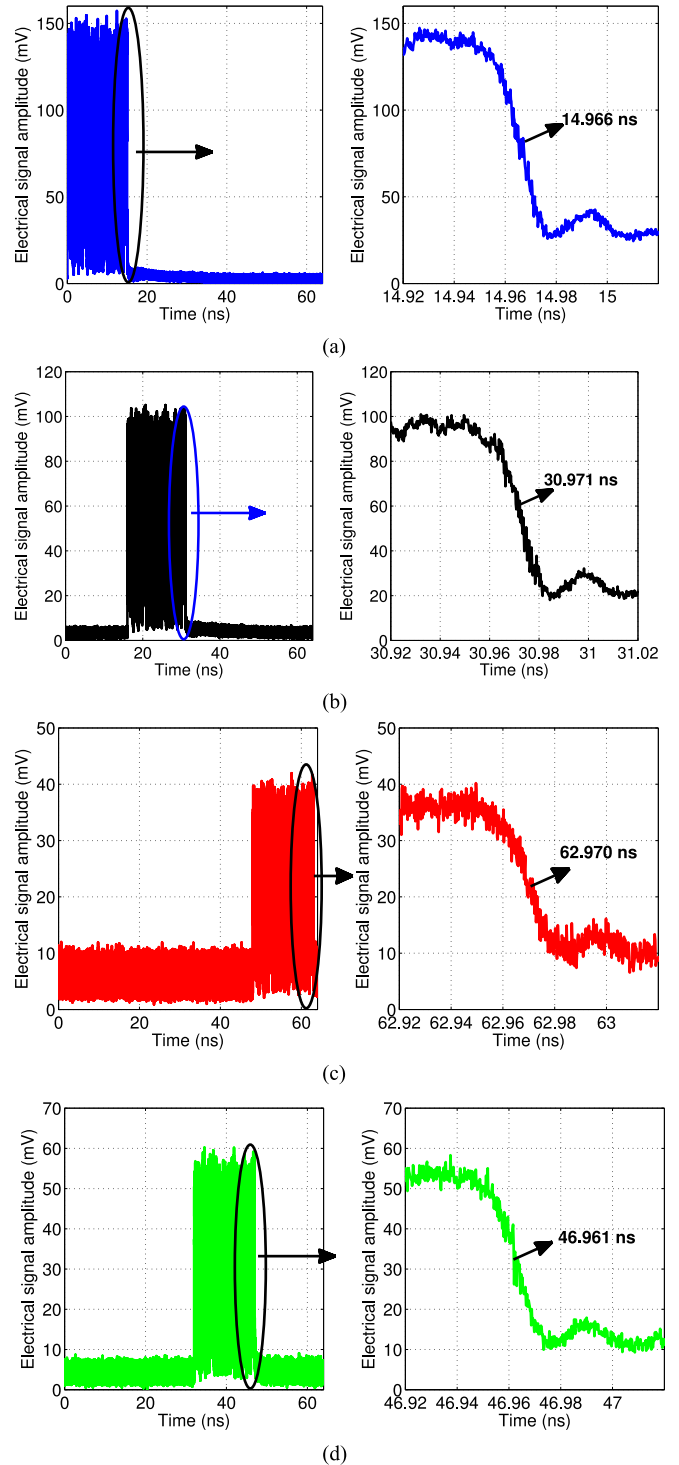 Electrical signal amplitude (mV)
150
100
50
0
0 20 40 60
Time (ns)
Electrical signal amplitude (mV)
150
100
50
0
14.966 ns
14.92 14.94 14.96 14.98 15
Time (ns)
(a)
Electrical signal amplitude (mV)
120
100
80
60
40
20
0
0 20 40 60
Time (ns)
Electrical signal amplitude (mV)
120
100
80
60
40
20
0
30.971 ns
30.92 30.94 30.96 30.98 31 31.02
Time (ns)
(b)
Electrical signal amplitude (mV)
50
40
30
20
10
0
0 20 40 60
Time (ns)
Electrical signal amplitude (mV)
50
40
30
20
10
0
62.970 ns
62.92 62.94 62.96 62.98 63
Time (ns)
(c)
Electrical signal amplitude (mV)
70
60
50
40
30
20
10
0
0 20 40 60
Time (ns)
Electrical signal amplitude (mV)
70
60
50
40
30
20
10
0
46.961 ns
46.92 46.94 46.96 46.98 47
Time (ns)
(d)